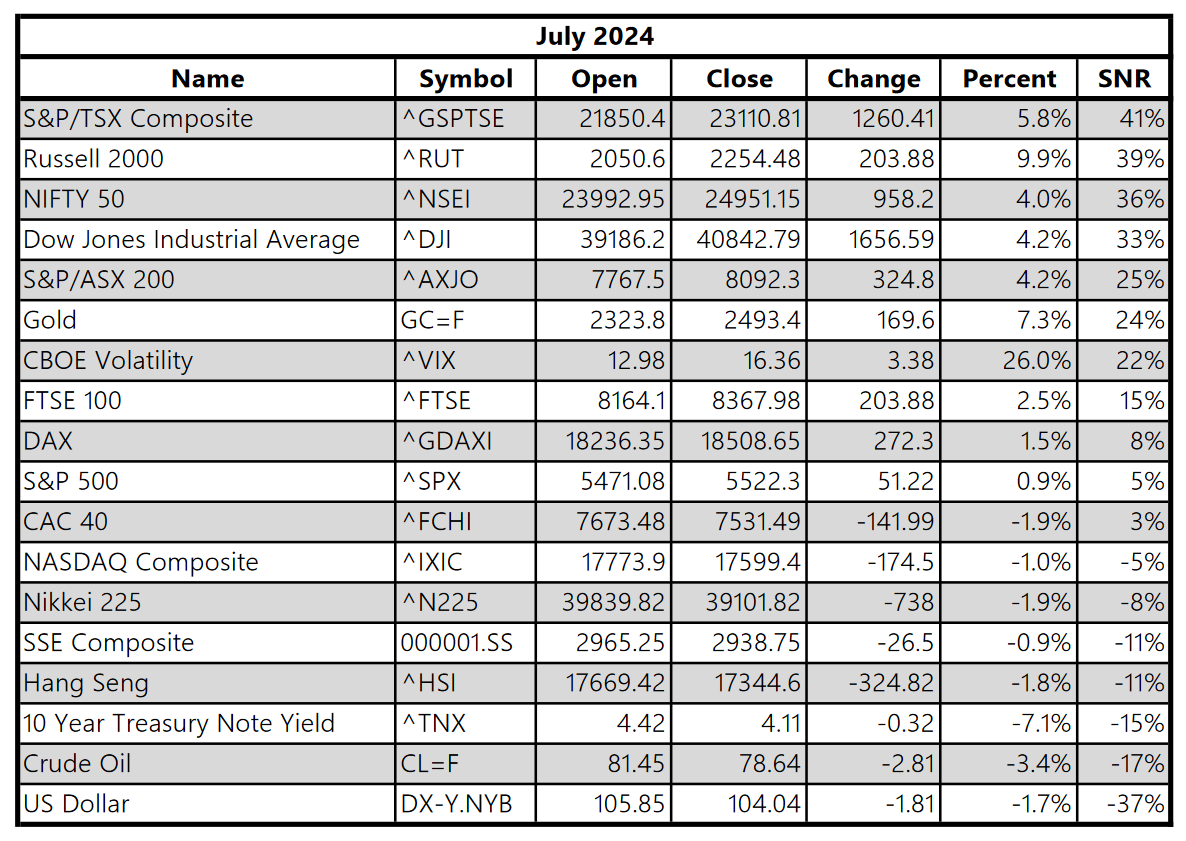 July 2024
Name Symbol Open Close Change Percent SNR
S&P/TSX Composite ^GSPTSE 21850.4 23110.81 1260.41 5.8% 41%
Russell 2000 ^RUT 2050.6 2254.48 203.88 9.9% 39%
NIFTY 50 ^NSEI 23992.95 24951.15 958.2 4.0% 36%
Dow Jones Industrial Average ^DJI 39186.2 40842.79 1656.59 4.2% 33%
S&P/ASX 200 ^AXJO 7767.5 8092.3 324.8 4.2% 25%
Gold GC=F 2323.8 2493.4 169.6 7.3% 24%
CBOE Volatility ^VIX 12.98 16.36 3.38 26.0% 22%
FTSE 100 ^FTSE 8164.1 8367.98 203.88 2.5% 15%
DAX ^GDAXI 18236.35 18508.65 272.3 1.5% 8%
S&P 500 ^SPX 5471.08 5522.3 51.22 0.9% 5%
CAC 40 ^FCHI 7673.48 7531.49 -141.99 -1.9% 3%
NASDAQ Composite ^IXIC 17773.9 17599.4 -174.5 -1.0% -5%
Nikkei 225 ^N225 39839.82 39101.82 -738 -1.9% -8%
SSE Composite 000001.SS 2965.25 2938.75 -26.5 -0.9% -11%
Hang Seng ^HSI 17669.42 17344.6 -324.82 -1.8% -11%
10 Year Treasury Note Yield ^TNX 4.42 4.11 -0.32 -7.1% -15%
Crude Oil CL=F 81.45 78.64 -2.81 -3.4% -17%
US Dollar DX-Y.NYB 105.85 104.04 -1.81 -1.7% -37%